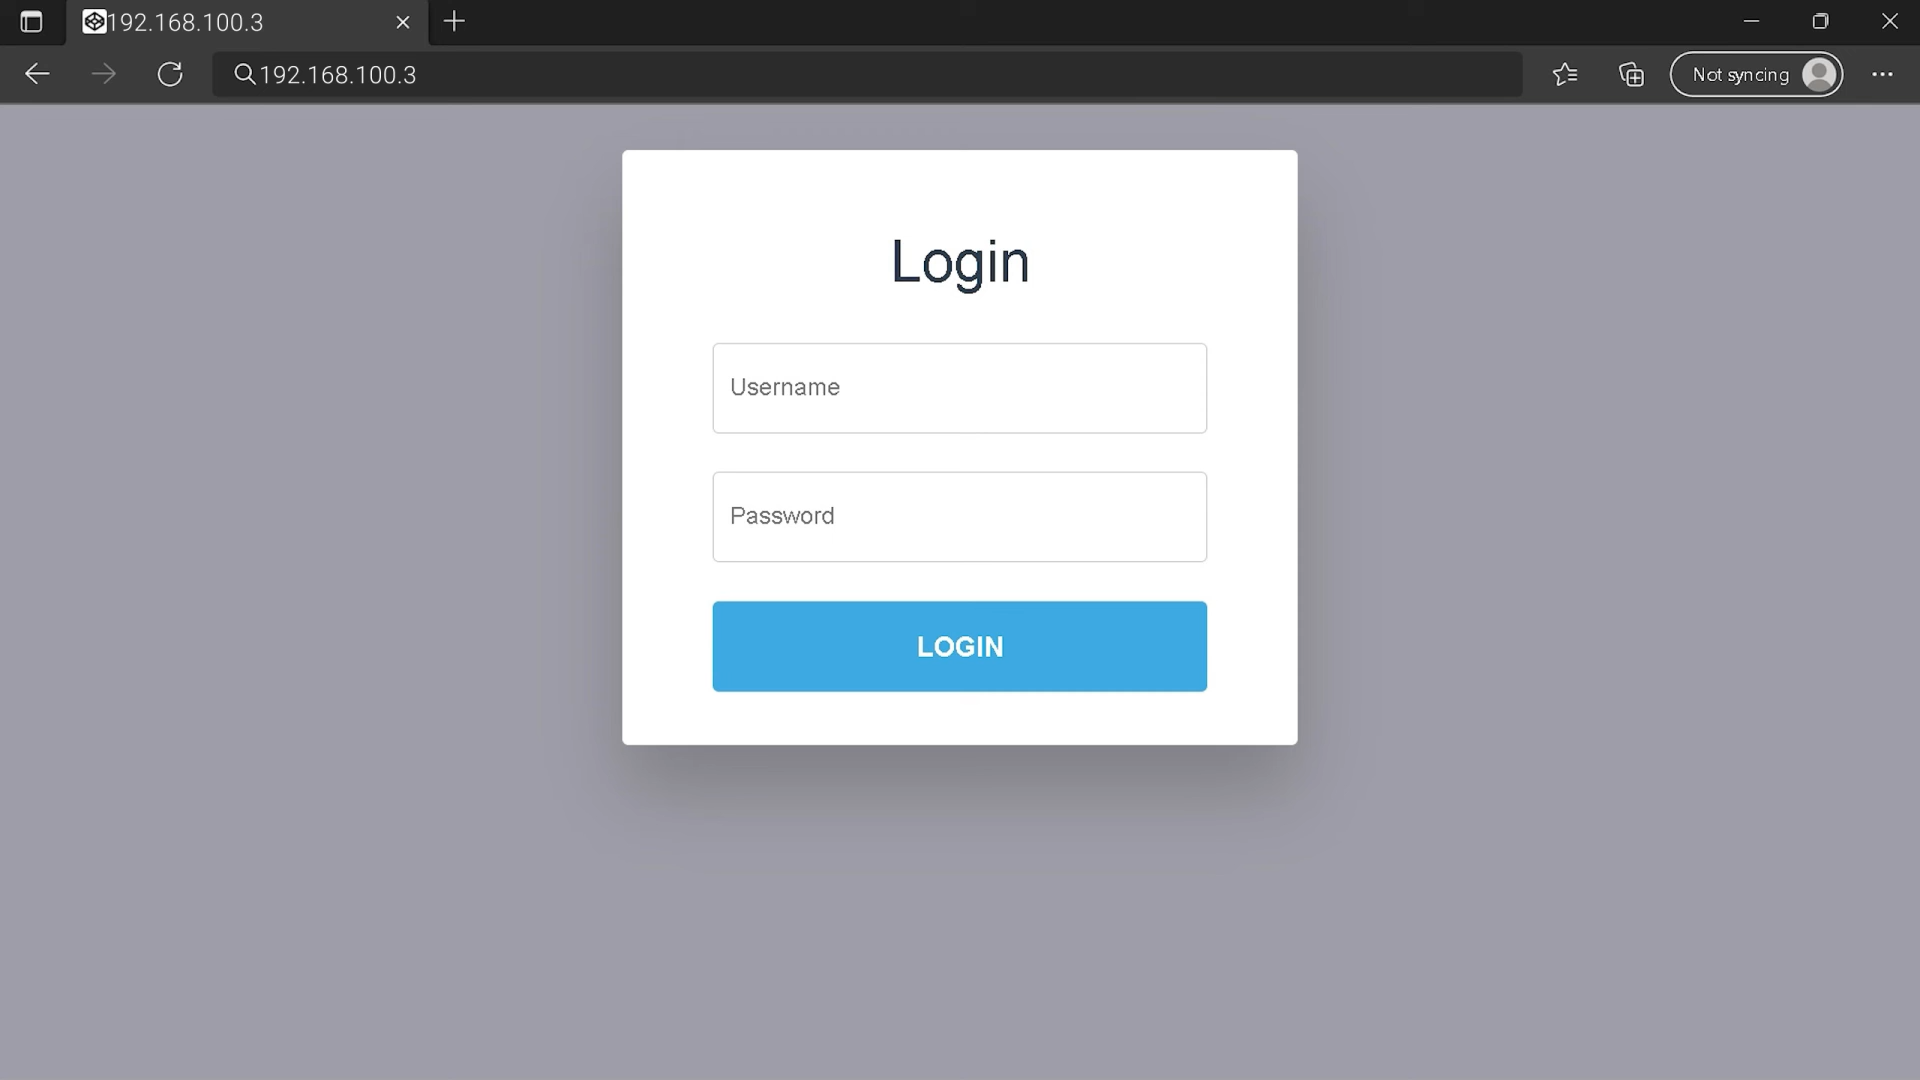 192.168.100.3
192.168.100.3
Not syncing
Login
Username
Password
LOGIN